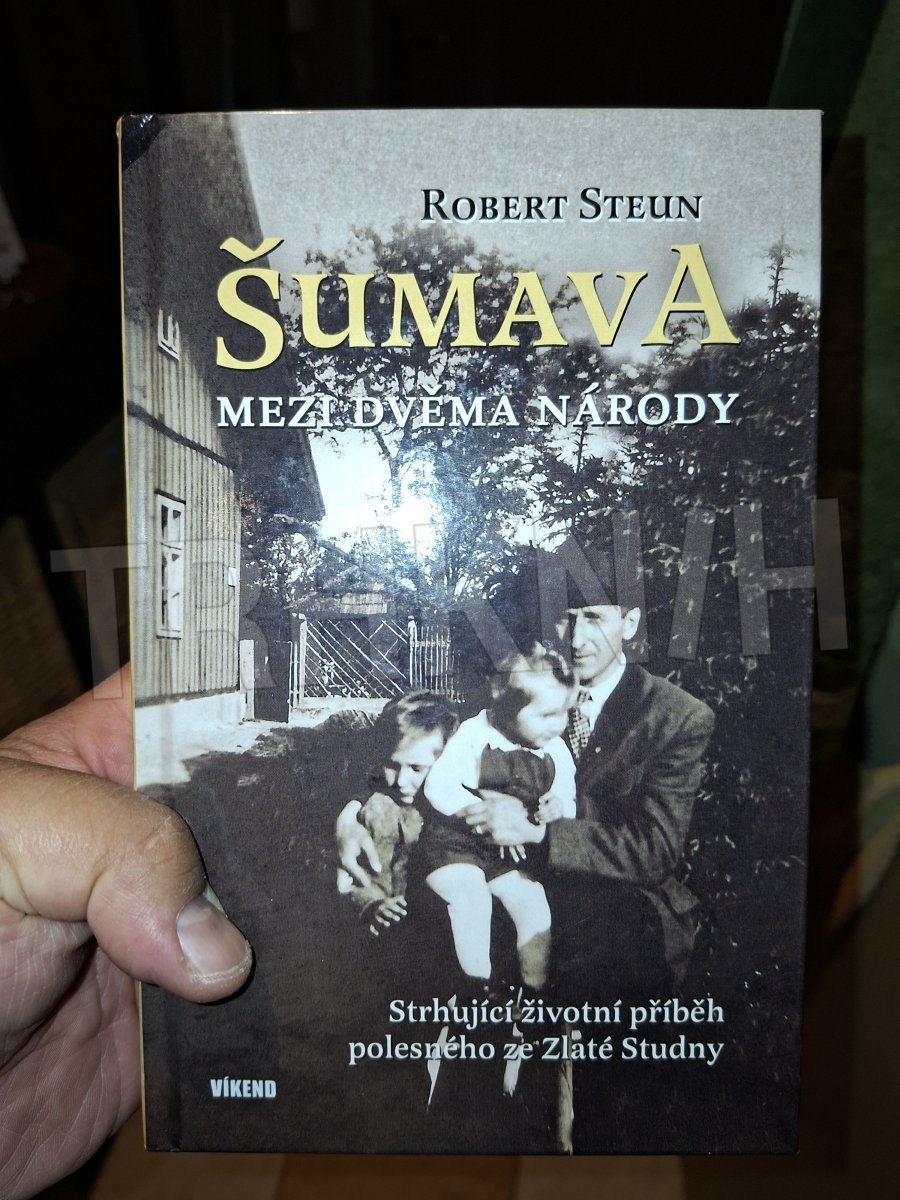 ROBERT STEUN
ŠUMAVA
MEZI DVĚMA NÁRODY
Strhující životní příběh
polesného ze Zlaté Studny
VÍKEND